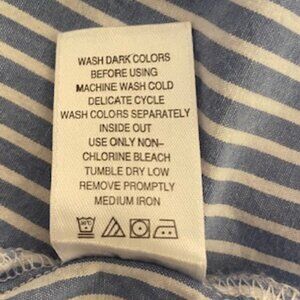 WASH DARK COLORS
BEFORE USING
MACHINE WASH COLD
DELICATE CYCLE
WASH COLORS SEPARATELY
INSIDE OUT
USE ONLY NON-
CHLORINE BLEACH
TUMBLE DRY LOW
REMOVE PROMPTLY
MEDIUM IRON